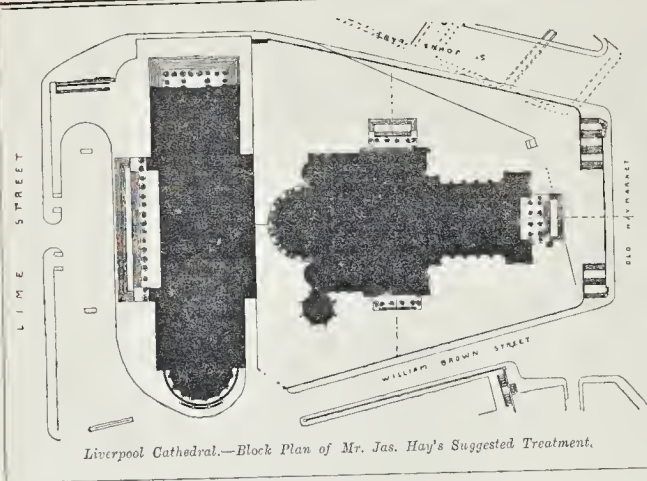 ST JOHNS LANE
LIME STREET
OLD HAYMARKET
WILLIAM BROWN STREET
Liverpool Cathedral.—Block Plan of Mr. Jas. Hay's Suggested Treatment.